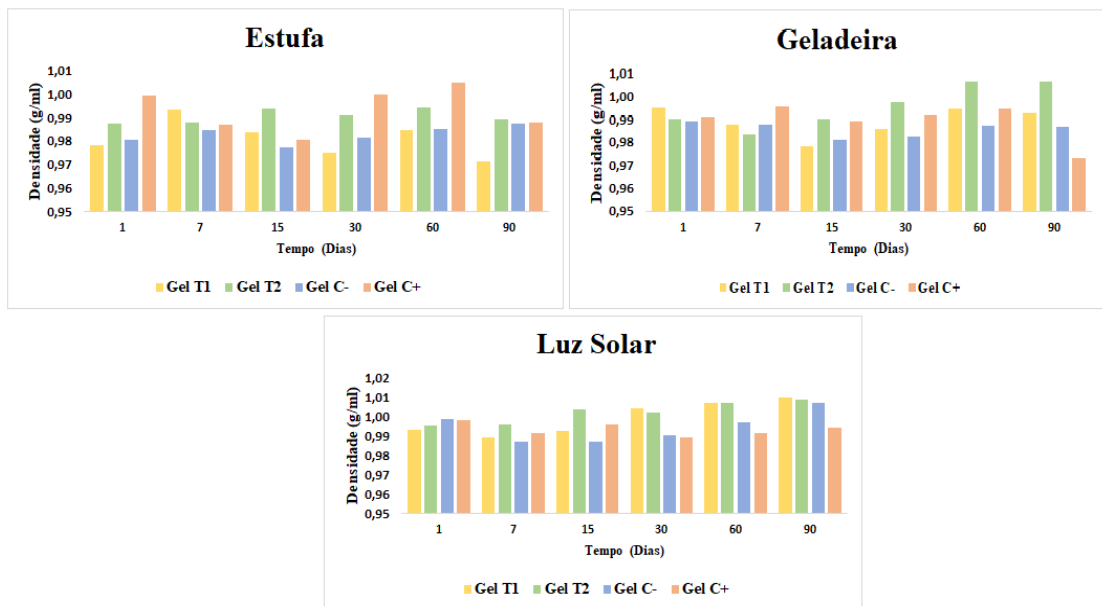 Estufa
Densidade (g/ml)
1,01
1,00
0,99
0,98
0,97
0,96
0,95
1 7 15 30 60 90
Tempo (Dias)
Gel T1 Gel T2 Gel C- Gel C+
Geladeira
Densidade (g/ml)
1,01
1,00
0,99
0,98
0,97
0,96
0,95
1 7 15 30 60 90
Tempo (Dias)
Gel T1 Gel T2 Gel C- Gel C+
Luz Solar
Densidade (g/ml)
1,02
1,01
1,00
0,99
0,98
0,97
0,96
0,95
1 7 15 30 60 90
Tempo (Dias)
Gel T1 Gel T2 Gel C- Gel C+